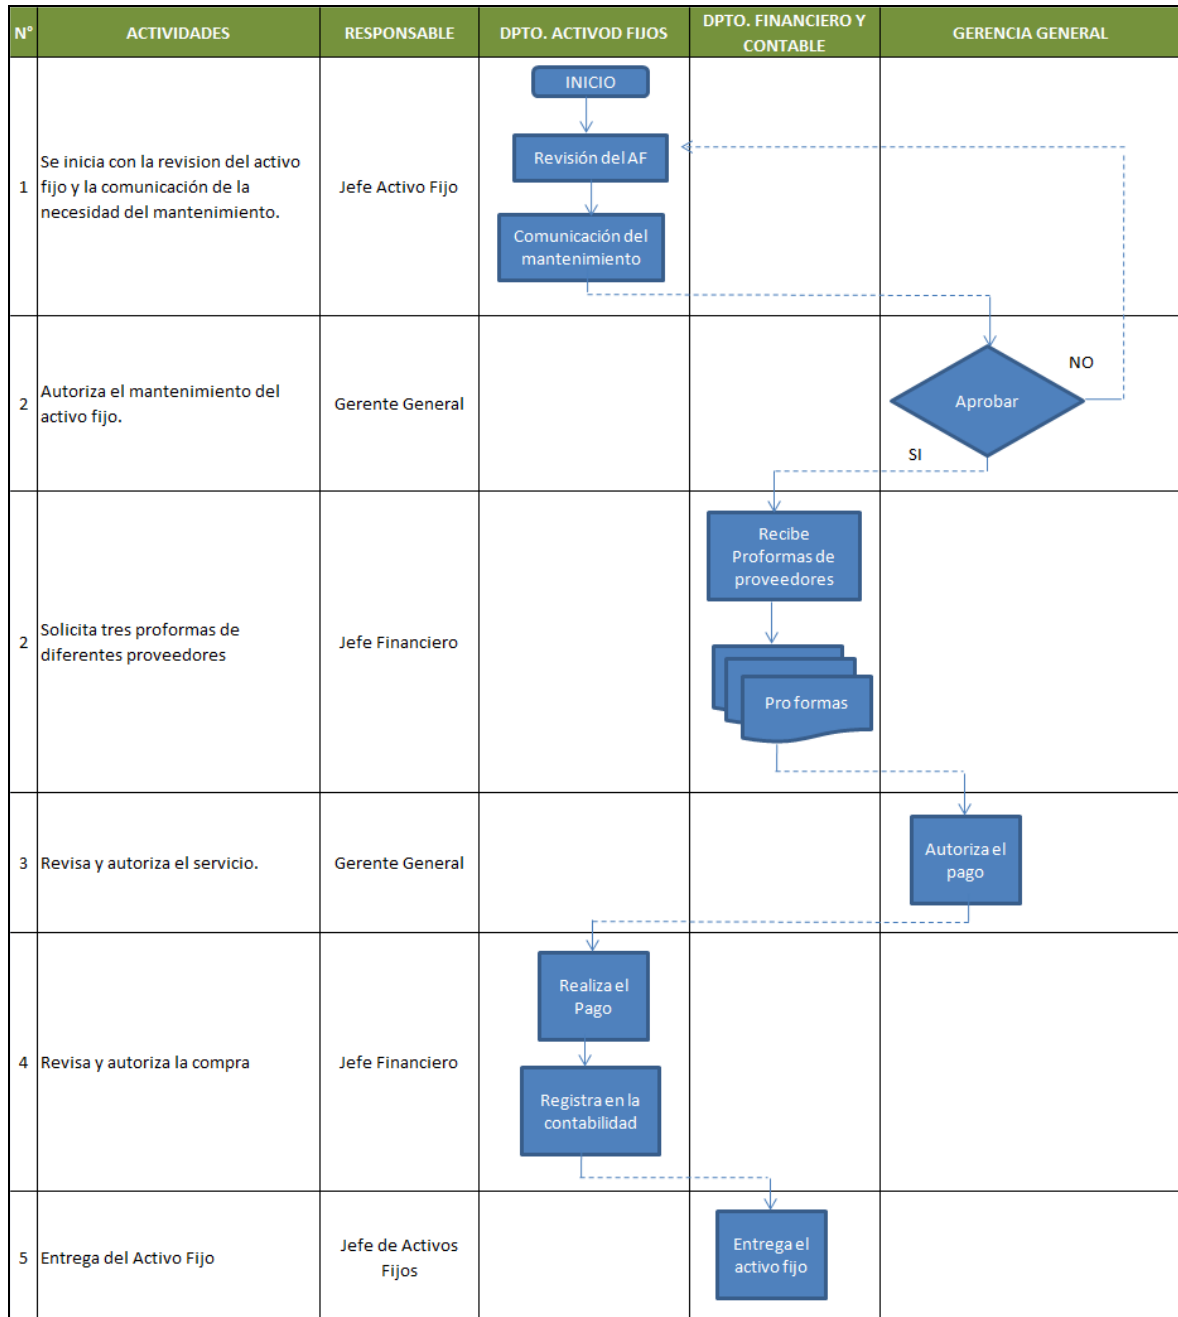 N°
ACTIVIDADES
RESPONSABLE
DPTO. ACTIVOD FIJOS
DPTO. FINANCIERO Y
CONTABLE
GERENCIA GENERAL
1
Se inicia con la revision del activo
fijo y la comunicación de la
necesidad del mantenimiento.
Jefe Activo Fijo
INICIO
Revisión del AF
Comunicación del
mantenimiento
2
Autoriza el mantenimiento del
activo fijo.
Gerente General
Aprobar
NO
SI
2
Solicita tres proformas de
diferentes proveedores
Jefe Financiero
Recibe
Proformas de
proveedores
Pro formas
3
Revisa y autoriza el servicio.
Gerente General
Autoriza el
pago
4
Revisa y autoriza la compra
Jefe Financiero
Realiza el
Pago
Registra en la
contabilidad
5
Entrega del Activo Fijo
Jefe de Activos
Fijos
Entrega el
activo fijo